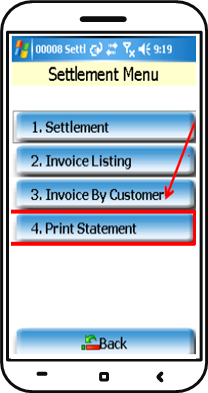 00008 Settl 9:19
Settlement Menu
1. Settlement
2. Invoice Listing
3. Invoice By Customer
4. Print Statement
Back